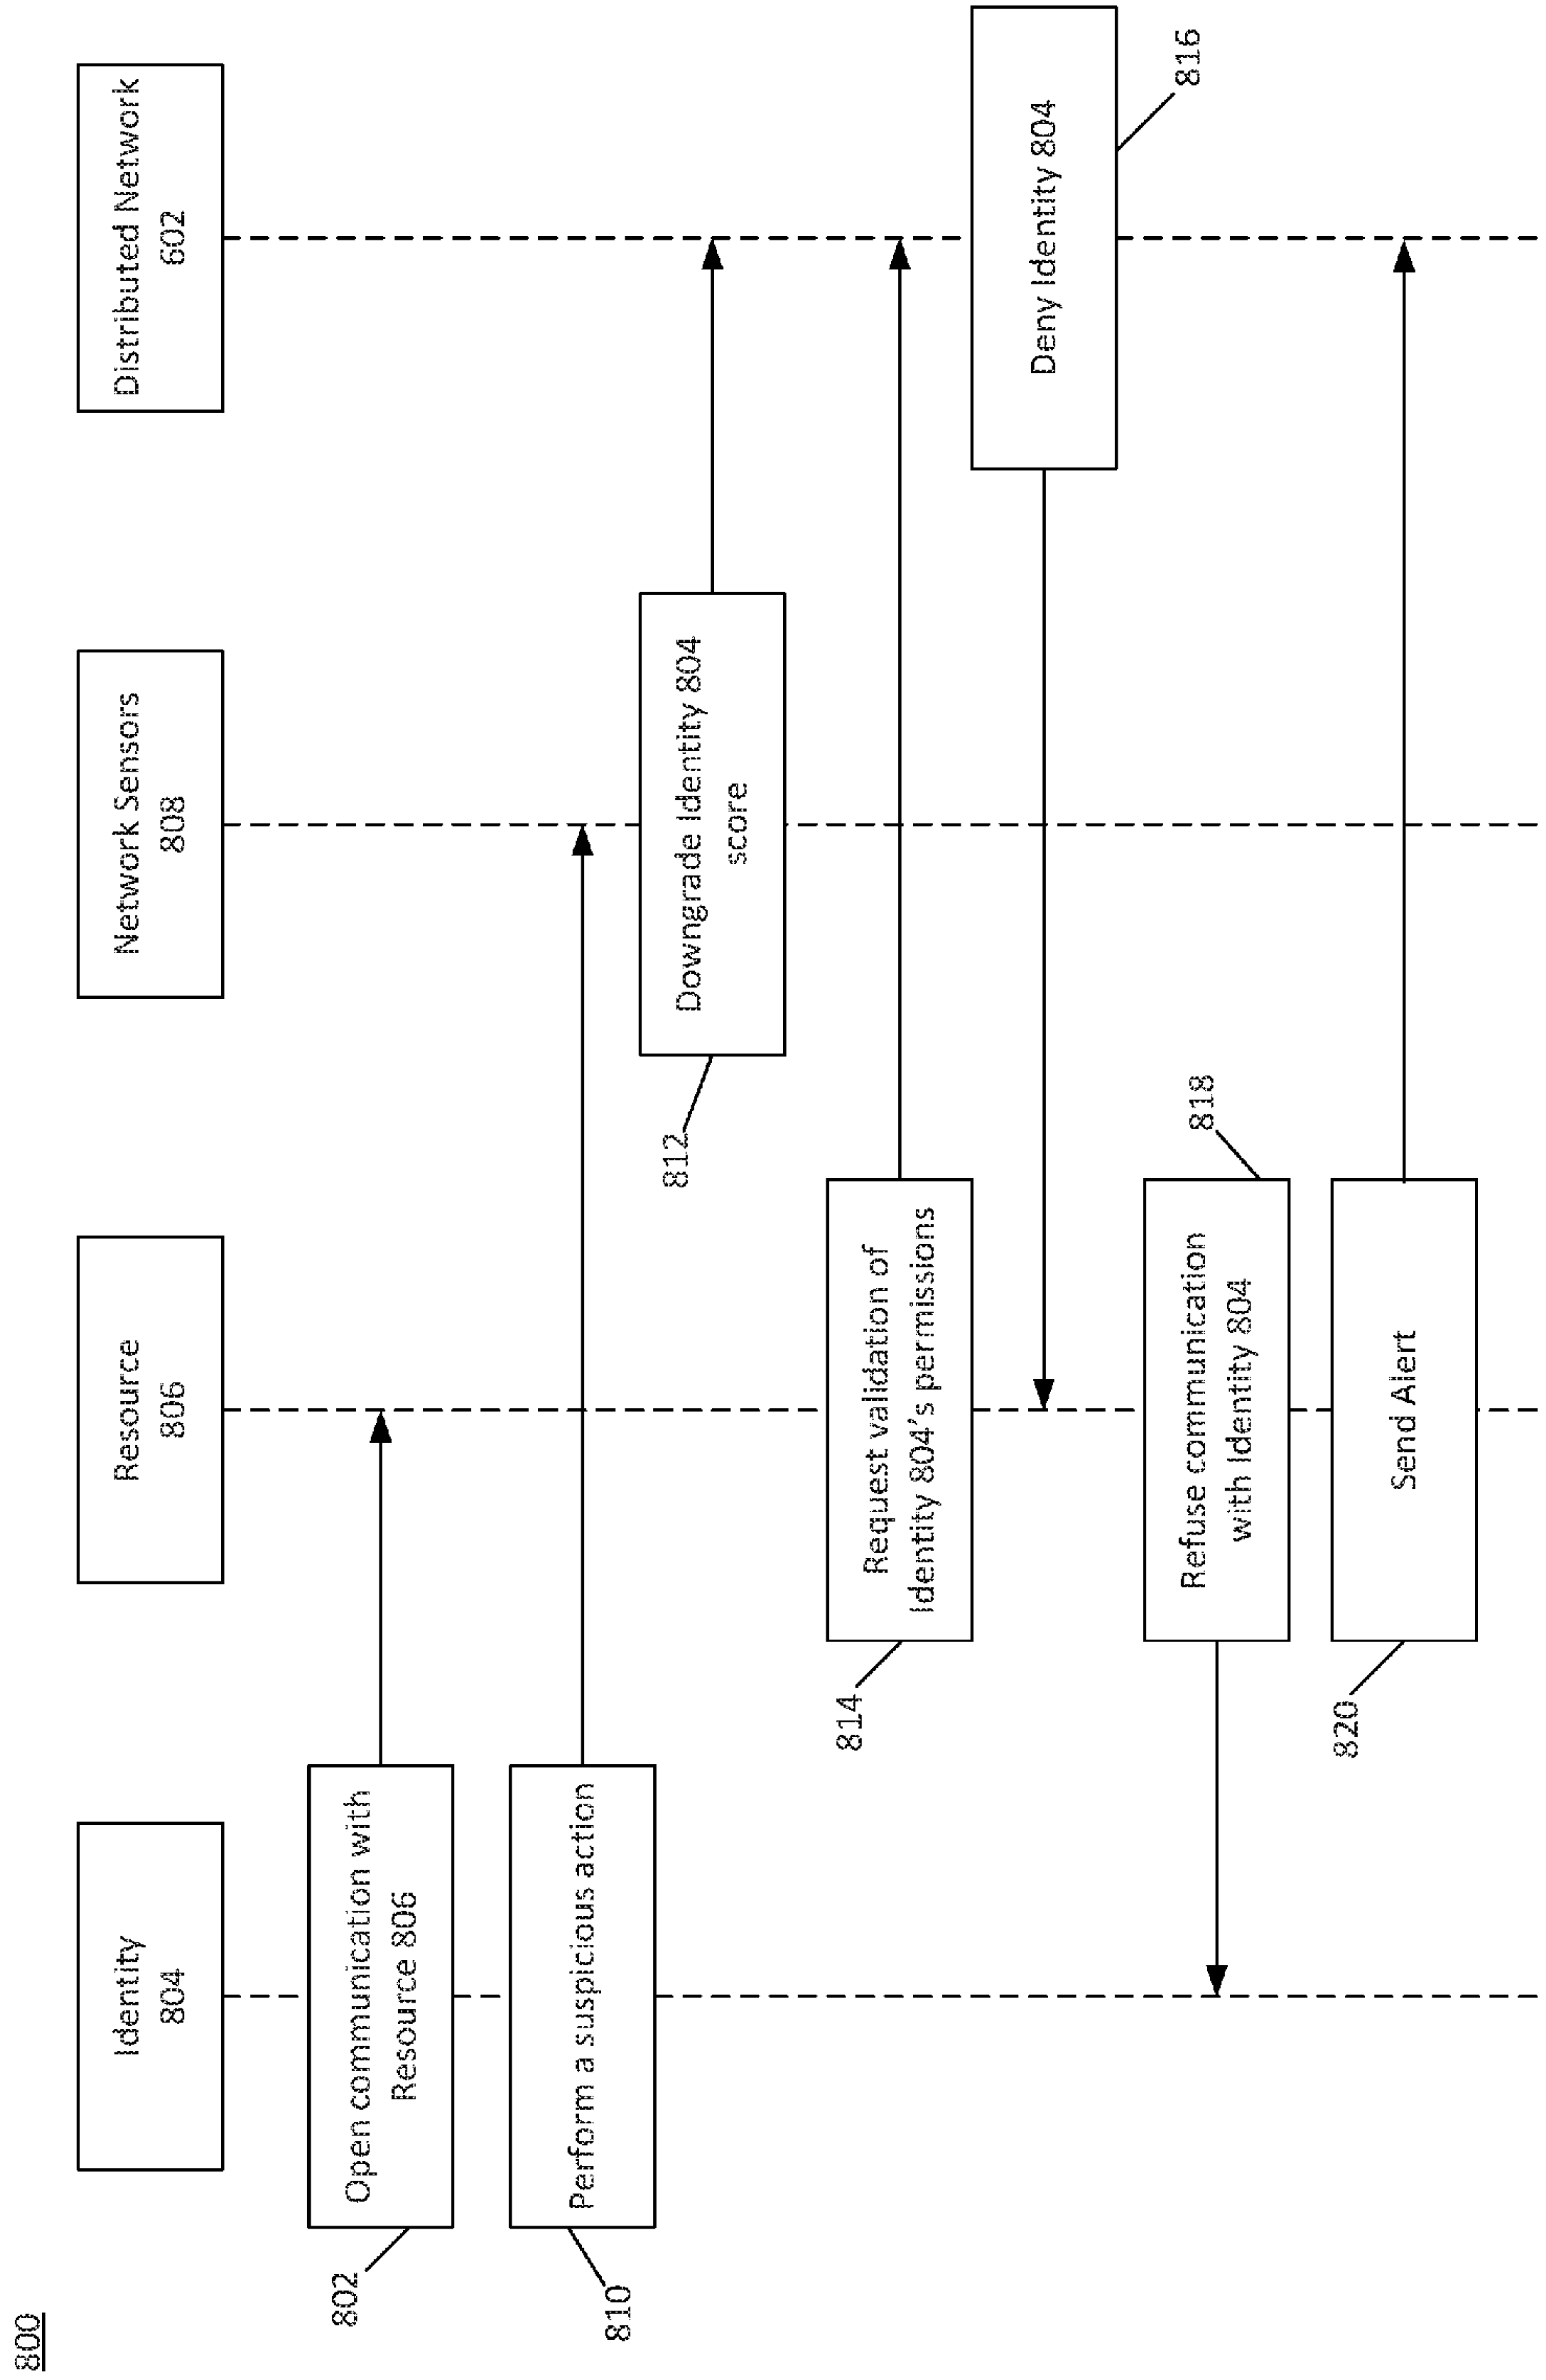 800
Identity
804
Resource
806
Network Sensors
808
Distributed Network
602
802
Open communication with
Resource 806
810
Perform a suspicious action
812
Downgrade Identity 804
score
814
Request validation of
Identity 804's permissions
Deny Identity 804
816
Refuse communication
with Identity 804
818
820
Send Alert